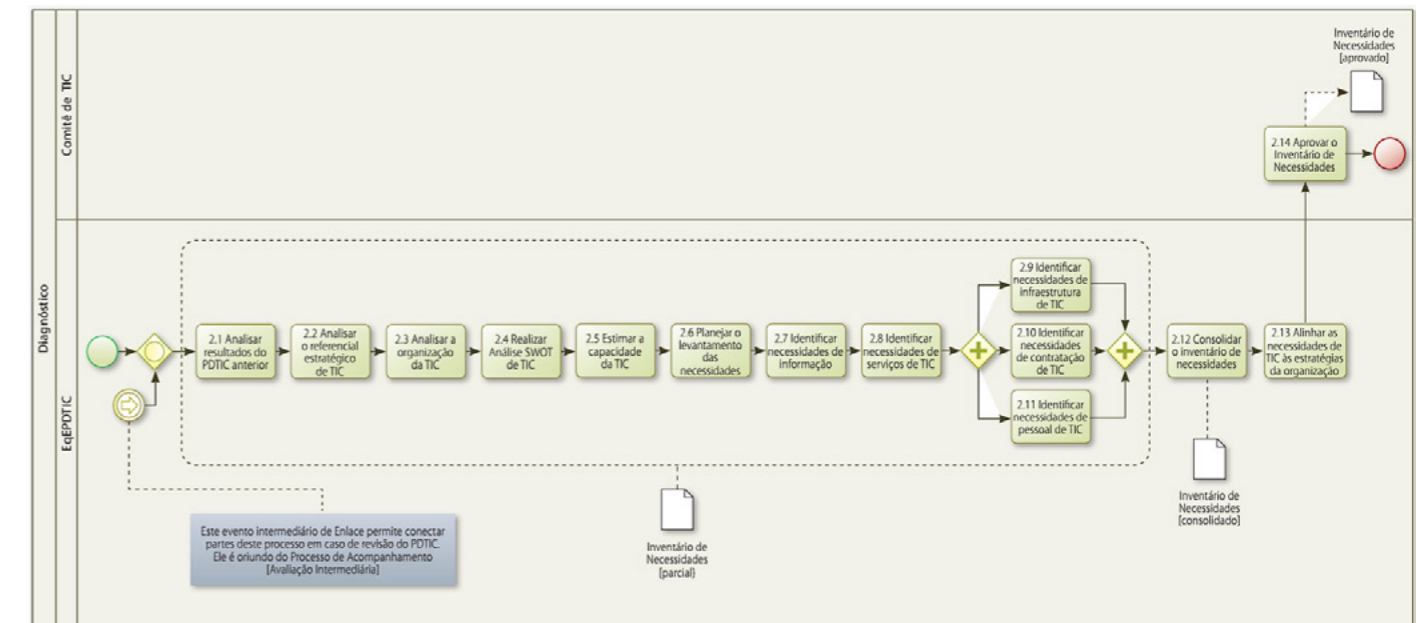 Diagnóstico
Comitê de TIC
EqEPDTIC
Inventário de
Necessidades
[aprovado]
2.14 Aprovar o
Inventário de
Necessidades
2.1 Analisar
resultados do
PDTIC anterior
2.2 Analisar
o referencial
estratégico
de TIC
2.3 Analisar a
organização
da TIC
2.4 Realizar
Análise SWOT
de TIC
2.5 Estimar a
capacidade
da TIC
2.6 Planejar o
levantamento
das
necessidades
2.7 Identificar
necessidades de
informação
2.8 Identificar
necessidades de
serviços de TIC
2.9 Identificar
necessidades de
infraestrutura
de TIC
2.10 Identificar
necessidades
de contratação
de TIC
2.11 Identificar
necessidades de
pessoal de TIC
2.12 Consolidar
o inventário de
necessidades
2.13 Alinhar as
necessidades de
TIC às estratégias
da organização
Este evento intermediário de Enlace permite conectar
partes deste processo em caso de revisão do PDTIC.
Ele é oriundo do Processo de Acompanhamento
[Avaliação Intermediária]
Inventário de
Necessidades
[parcial}
Inventário de
Necessidades
[consolidado]